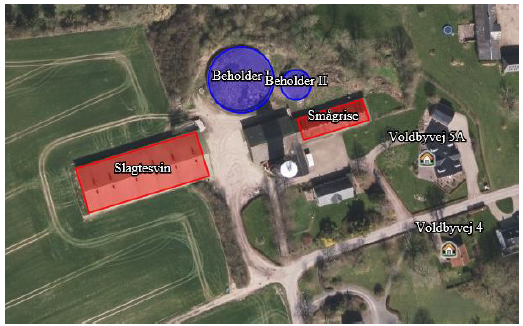 Beholder I
Beholder II
Smågrise
Voldbyvej 5A
Slagtesvin
Voldbyvej 4